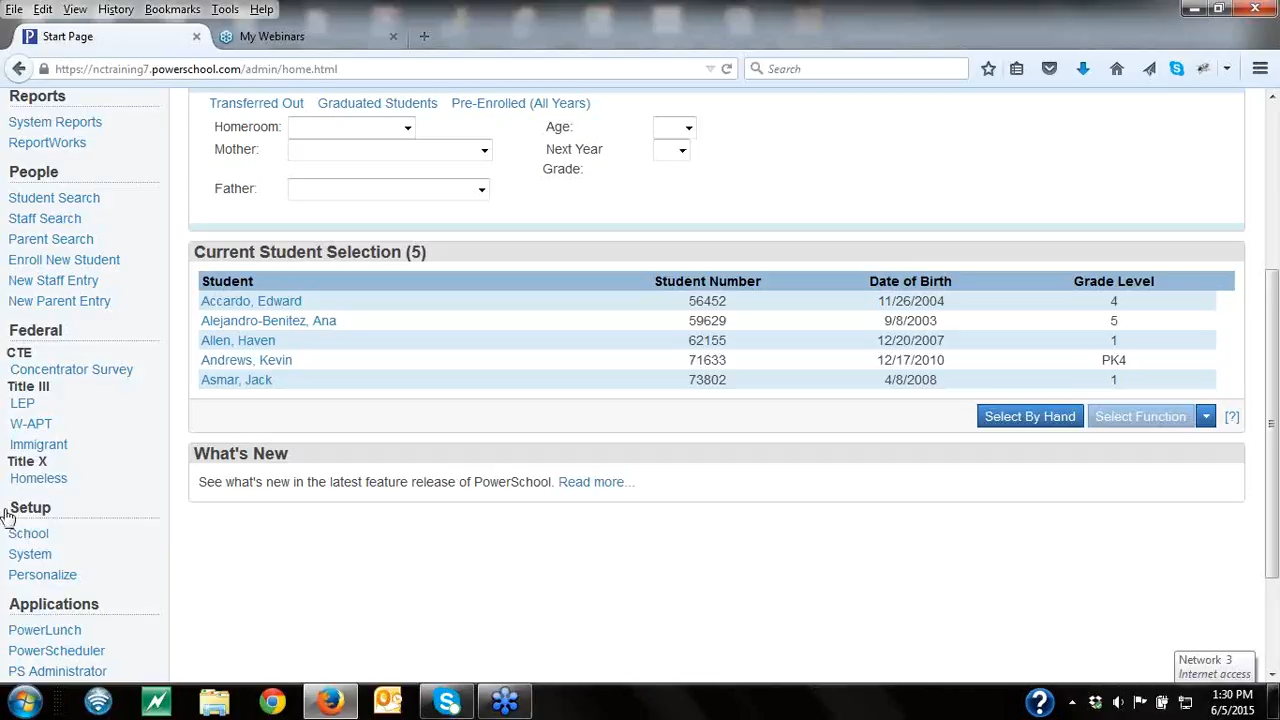 File Edit View History Bookmarks Tools Help
Start Page × My Webinars × +
https://nctraining7.powerschool.com/admin/home.html Search
Reports
System Reports
ReportWorks
People
Student Search
Staff Search
Parent Search
Enroll New Student
New Staff Entry
New Parent Entry
Federal
CTE
Concentrator Survey
Title III
LEP
W-APT
Immigrant
Title X
Homeless
Setup
School
System
Personalize
Applications
PowerLunch
PowerScheduler
PS Administrator
Transferred Out Graduated Students Pre-Enrolled (All Years)
Homeroom: Age:
Mother: Next Year
Grade:
Father:
Current Student Selection (5)
Student Student Number Date of Birth Grade Level
Accardo, Edward 56452 11/26/2004 4
Alejandro-Benitez, Ana 59629 9/8/2003 5
Allen, Haven 62155 12/20/2007 1
Andrews, Kevin 71633 12/17/2010 PK4
Asmar, Jack 73802 4/8/2008 1
Select By Hand Select Function [?]
What's New
See what's new in the latest feature release of PowerSchool. Read more...
Network 3
Internet access
1:30 PM
6/5/2015